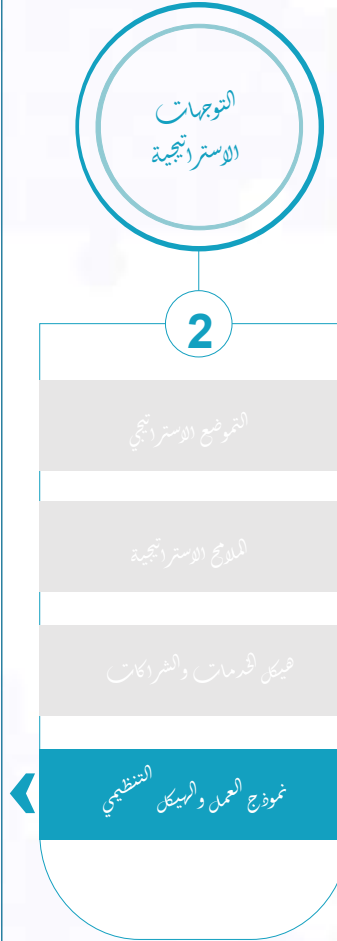 التوجهات
الاستراتيجية
2
التموضع الاستراتيجي
الملامح الاستراتيجية
هيكل الخدمات والشراكات
نموذج العمل والهيكل التنظيمي